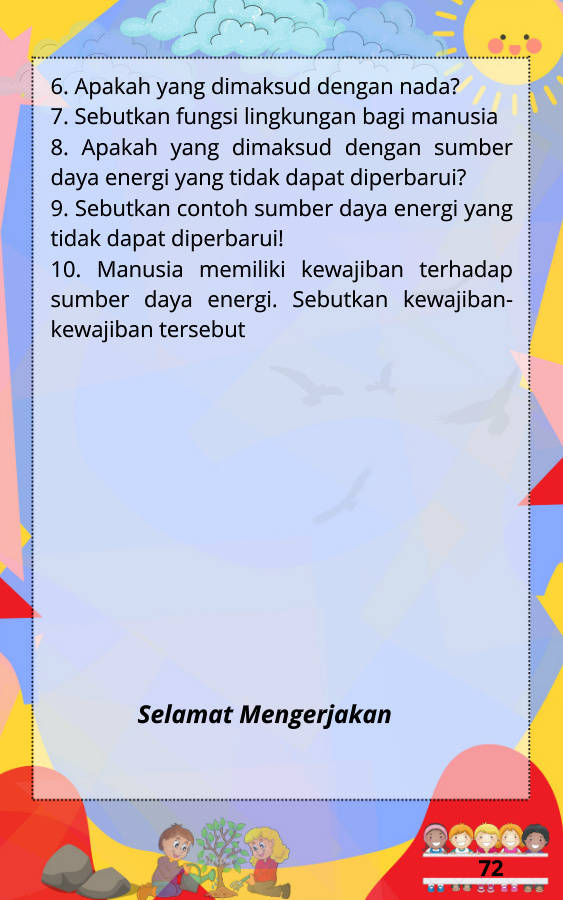 6. Apakah yang dimaksud dengan nada?
7. Sebutkan fungsi lingkungan bagi manusia
8. Apakah yang dimaksud dengan sumber
daya energi yang tidak dapat diperbarui?
9. Sebutkan contoh sumber daya energi yang
tidak dapat diperbarui!
10. Manusia memiliki kewajiban terhadap
sumber daya energi. Sebutkan kewajiban-
kewajiban tersebut
Selamat Mengerjakan
72